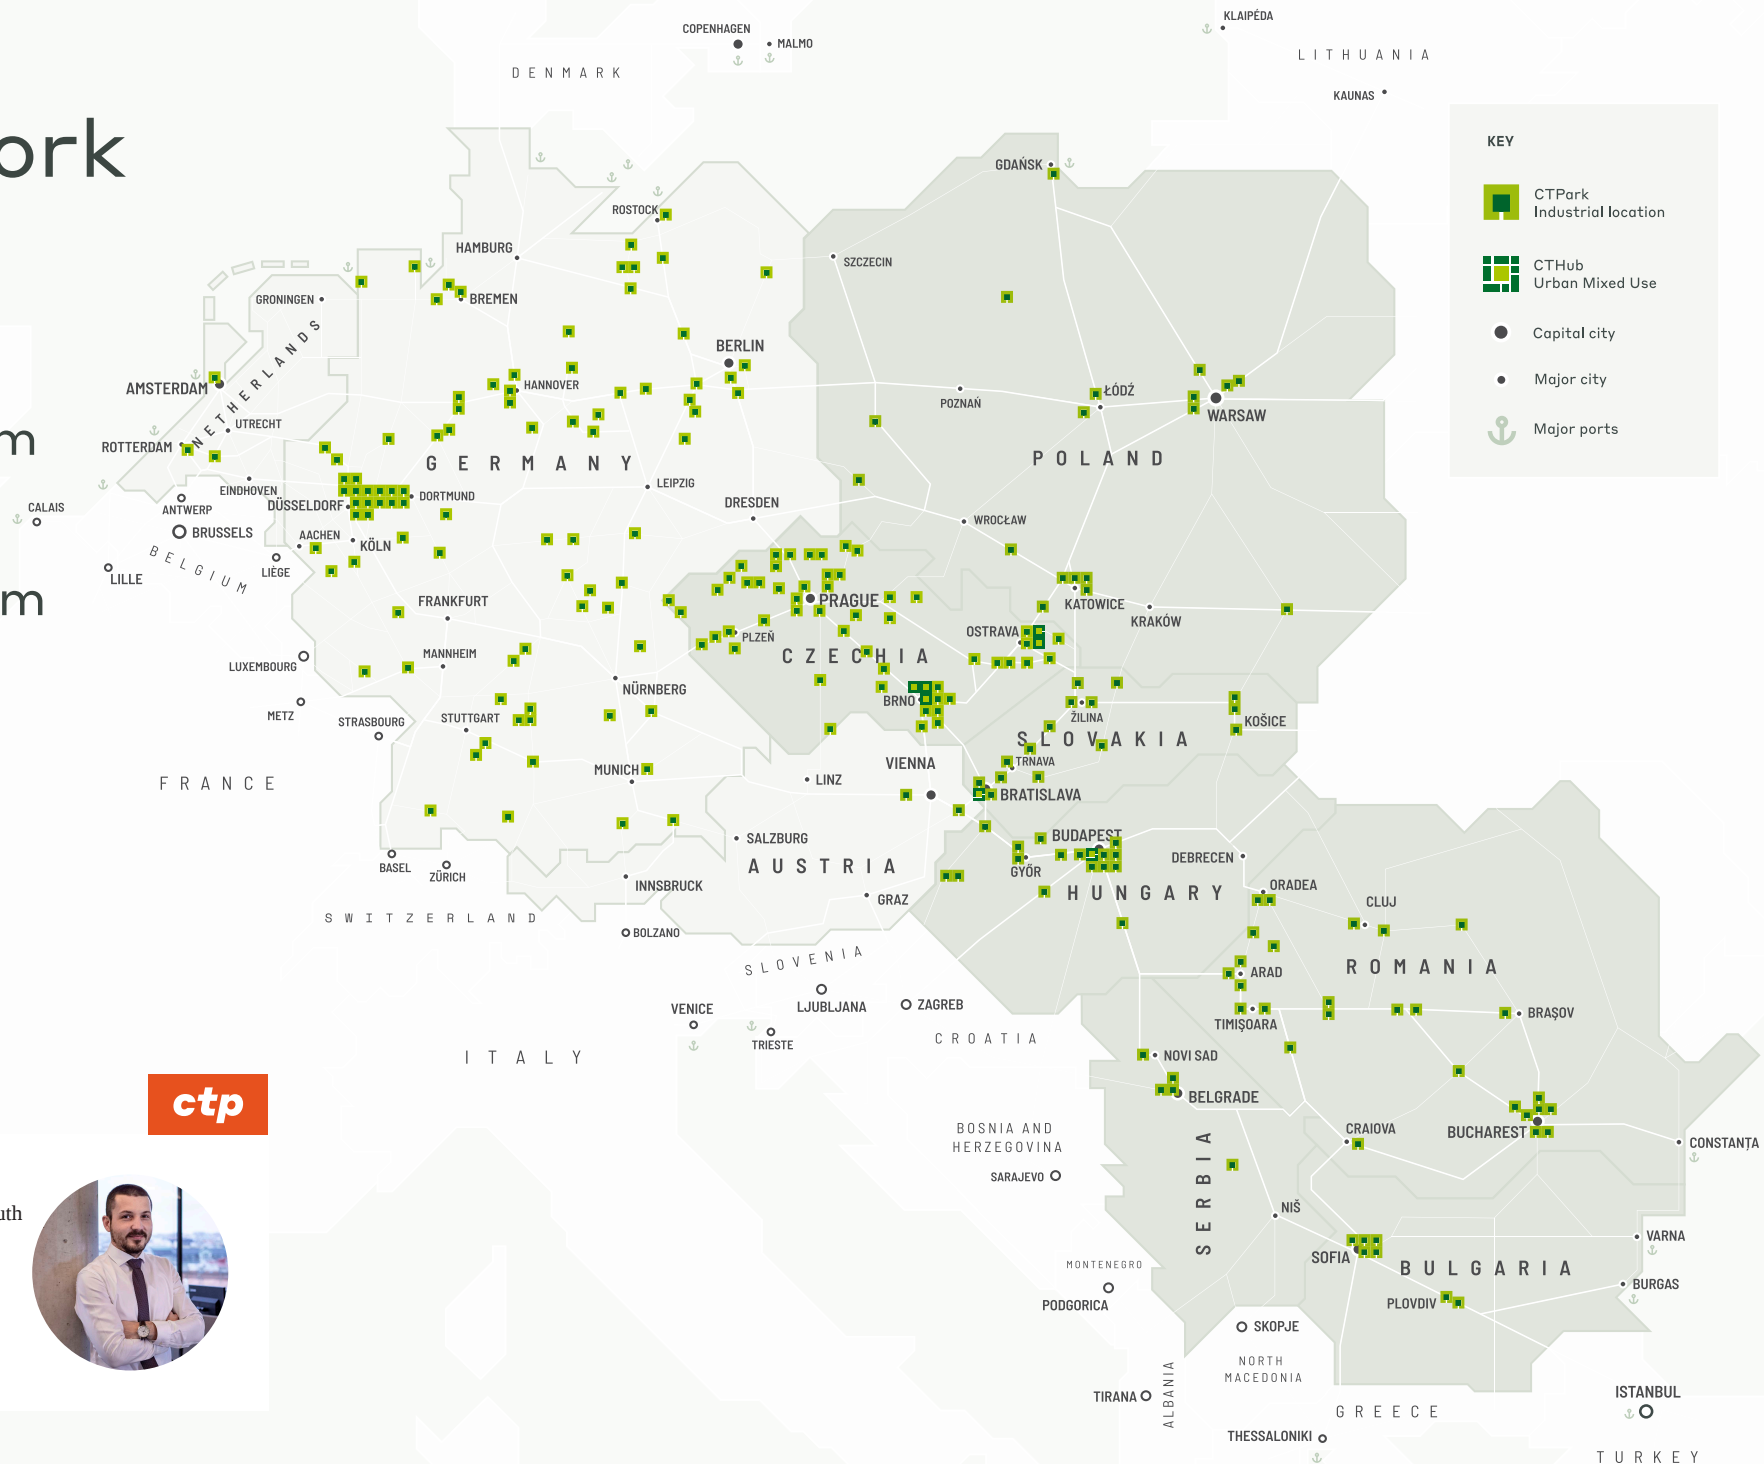 ork
m
m
uth
ctp
KEY
CTPark
Industrial location
CTHub
Urban Mixed Use
Capital city
Major city
Major ports
KLAIPÉDA
LITHUANIA
KAUNAS
COPENHAGEN
MALMO
DENMARK
GDAŃSK
ROSTOCK
HAMBURG
SZCZECIN
GRONINGEN
BREMEN
NETHERLANDS
BERLIN
AMSTERDAM
HANNOVER
POZNAŃ
ŁÓDŹ
WARSAW
UTRECHT
ROTTERDAM
GERMANY
POLAND
EINDHOVEN
LEIPZIG
DORTMUND
DÜSSELDORF
DRESDEN
CALAIS
ANTWERP
BRUSSELS
WROCŁAW
AACHEN
KÖLN
BELGIUM
LIÈGE
LILLE
FRANKFURT
PRAGUE
KATOWICE
KRAKÓW
OSTRAVA
PLZEŇ
MANNHEIM
CZECHIA
LUXEMBOURG
NÜRNBERG
BRNO
METZ
STRASBOURG
STUTTGART
ŽILINA
KOŠICE
SLOVAKIA
VIENNA
TRNAVA
MUNICH
LINZ
FRANCE
BRATISLAVA
SALZBURG
BUDAPEST
DEBRECEN
BASEL
ZÜRICH
AUSTRIA
GYŐR
INNSBRUCK
HUNGARY
ORADEA
GRAZ
CLUJ
SWITZERLAND
BOLZANO
SLOVENIA
ROMANIA
ARAD
VENICE
LJUBLJANA
ZAGREB
TIMIŞOARA
BRAŞOV
TRIESTE
CROATIA
ITALY
NOVI SAD
BELGRADE
BOSNIA AND
HERZEGOVINA
CRAIOVA
BUCHAREST
CONSTANȚA
SARAJEVO
SERBIA
NIŠ
VARNA
SOFIA
MONTENEGRO
BULGARIA
BURGAS
PODGORICA
PLOVDIV
SKOPJE
NORTH
MACEDONIA
TIRANA
ALBANIA
ISTANBUL
GREECE
THESSALONIKI
TURKEY